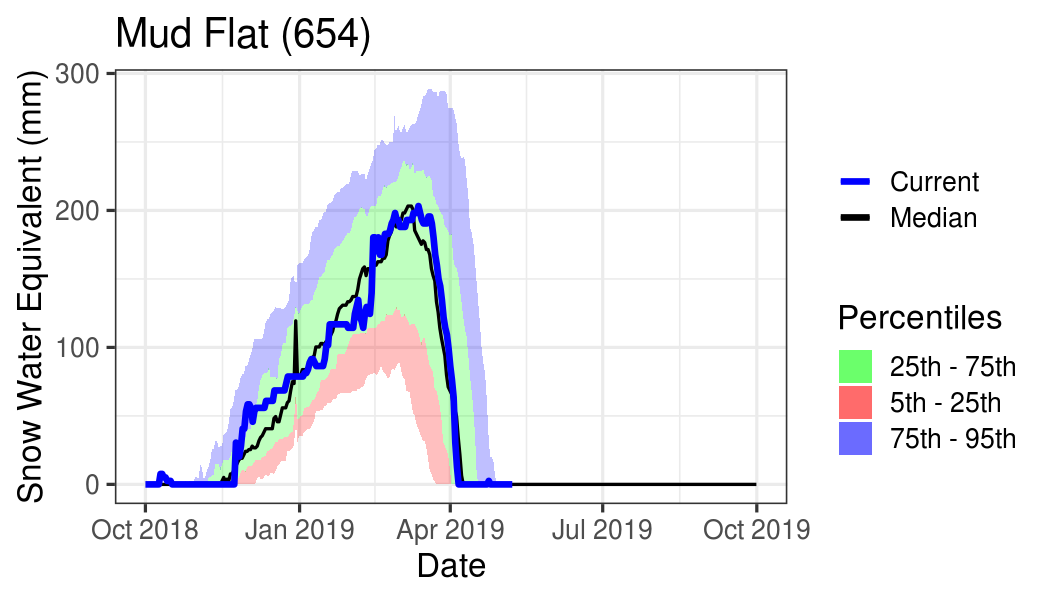 Mud Flat (654)
Snow Water Equivalent (mm)
300
200
100
0
Oct 2018
Jan 2019
Apr 2019
Jul 2019
Oct 2019
Date
Current
Median
Percentiles
25th - 75th
5th - 25th
75th - 95th